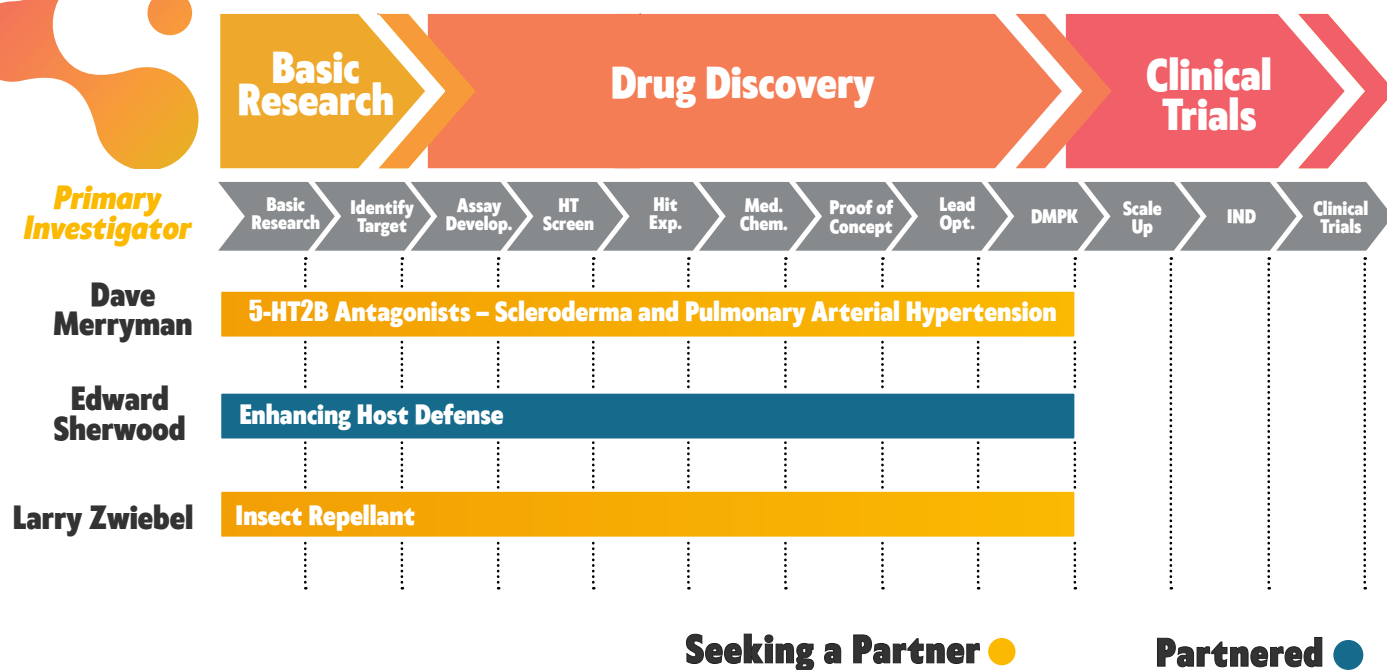 Basic
Research
Drug Discovery
Clinical
Trials
Primary
Investigator
Basic
Research
Identify
Target
Assay
Develop.
HT
Screen
Hit
Exp.
Med.
Chem.
Proof of
Concept
Lead
Opt.
DMPK
Scale
Up
IND
Clinical
Trials
Dave
Merryman
5-HT2B Antagonists – Scleroderma and Pulmonary Arterial Hypertension
Edward
Sherwood
Enhancing Host Defense
Larry Zwiebel
Insect Repellant
Seeking a Partner
Partnered